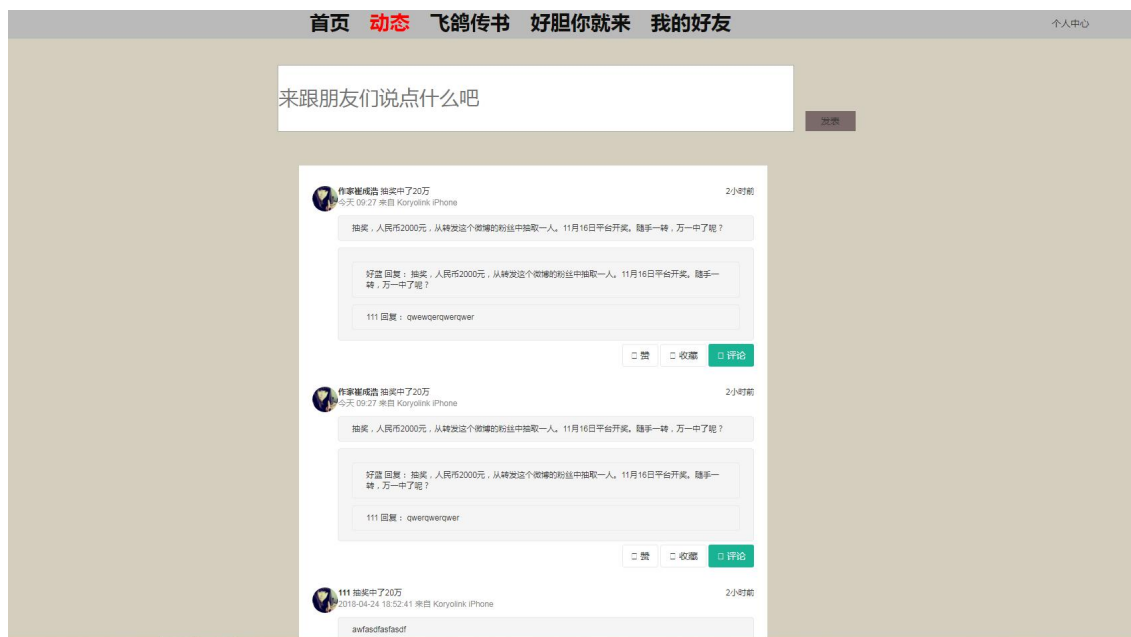 首页 动态 飞鸽传书 好胆你就来 我的好友 个人中心
来跟朋友们说点什么吧
发表
作家崔成浩 抽奖中了20万 2小时前
今天 09:27 来自 Koryolink iPhone
抽奖，人民币2000元，从转发这个微博的粉丝中抽取一人。11月16日平台开奖。随手一转，万一中了呢？
好蓝 回复： 抽奖，人民币2000元，从转发这个微博的粉丝中抽取一人。11月16日平台开奖。随手一
转，万一中了呢？
111 回复： qwewqerqwerqwer
赞 收藏 评论
作家崔成浩 抽奖中了20万 2小时前
今天 09:27 来自 Koryolink iPhone
抽奖，人民币2000元，从转发这个微博的粉丝中抽取一人。11月16日平台开奖。随手一转，万一中了呢？
好蓝 回复： 抽奖，人民币2000元，从转发这个微博的粉丝中抽取一人。11月16日平台开奖。随手一
转，万一中了呢？
111 回复： qwerqwerqwer
赞 收藏 评论
111 抽奖中了20万 2小时前
2018-04-24 18:52:41 来自 Koryolink iPhone
awfasdfasfasdf